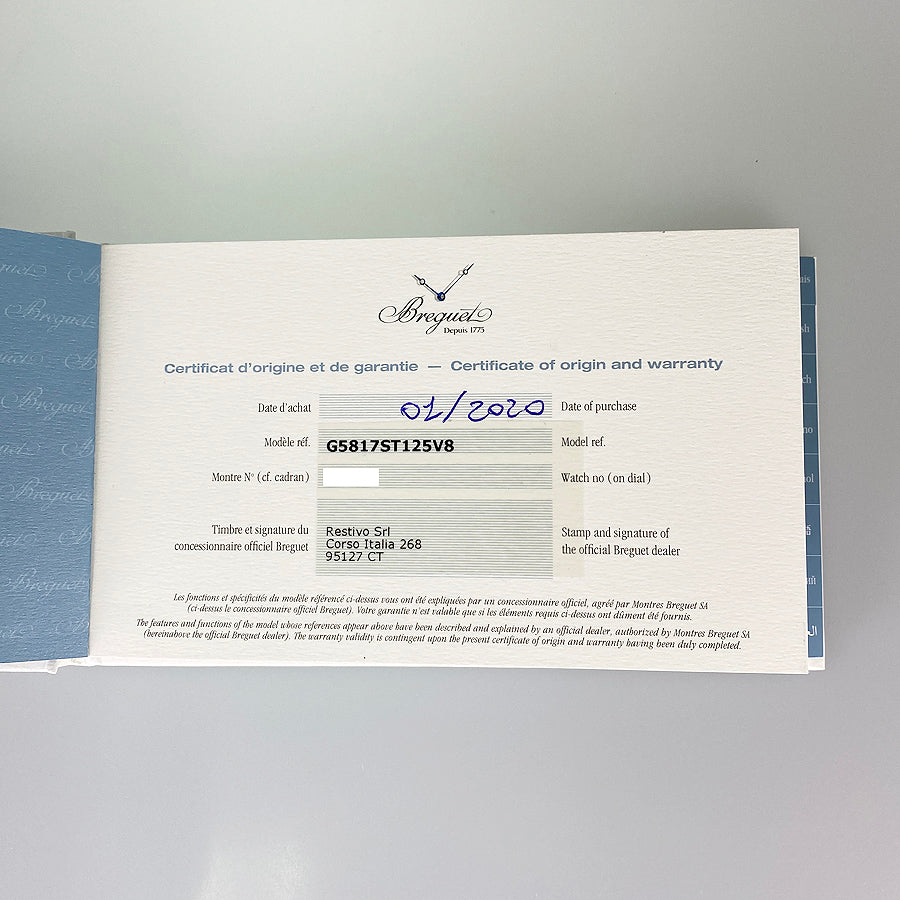 Breguet
Depuis 1775
Certificat d'origine et de garantie — Certificate of origin and warranty
Date d'achat 01/2020 Date of purchase
Modèle réf. G5817ST125V8 Model ref.
Montre N° (cf. cadran) Watch no (on dial)
Timbre et signature du
concessionnaire officiel Breguet
Restivo Srl
Corso Italia 268
95127 CT
Stamp and signature of
the official Breguet dealer
Les fonctions et spécificités du modèle référencé ci-dessus vous ont été expliquées par un concessionnaire officiel, agréé par Montres Breguet SA
(ci-dessus le concessionnaire officiel Breguet). Votre garantie n'est valable que si les éléments requis ci-dessus ont dûment été fournis.
The features and functions of the model whose references appear above have been described and explained by an official dealer, authorized by Montres Breguet SA
(hereinabove the official Breguet dealer). The warranty validity is contingent upon the present certificate of origin and warranty having been duly completed.
Breguet
Breguet
Breguet
Breguet